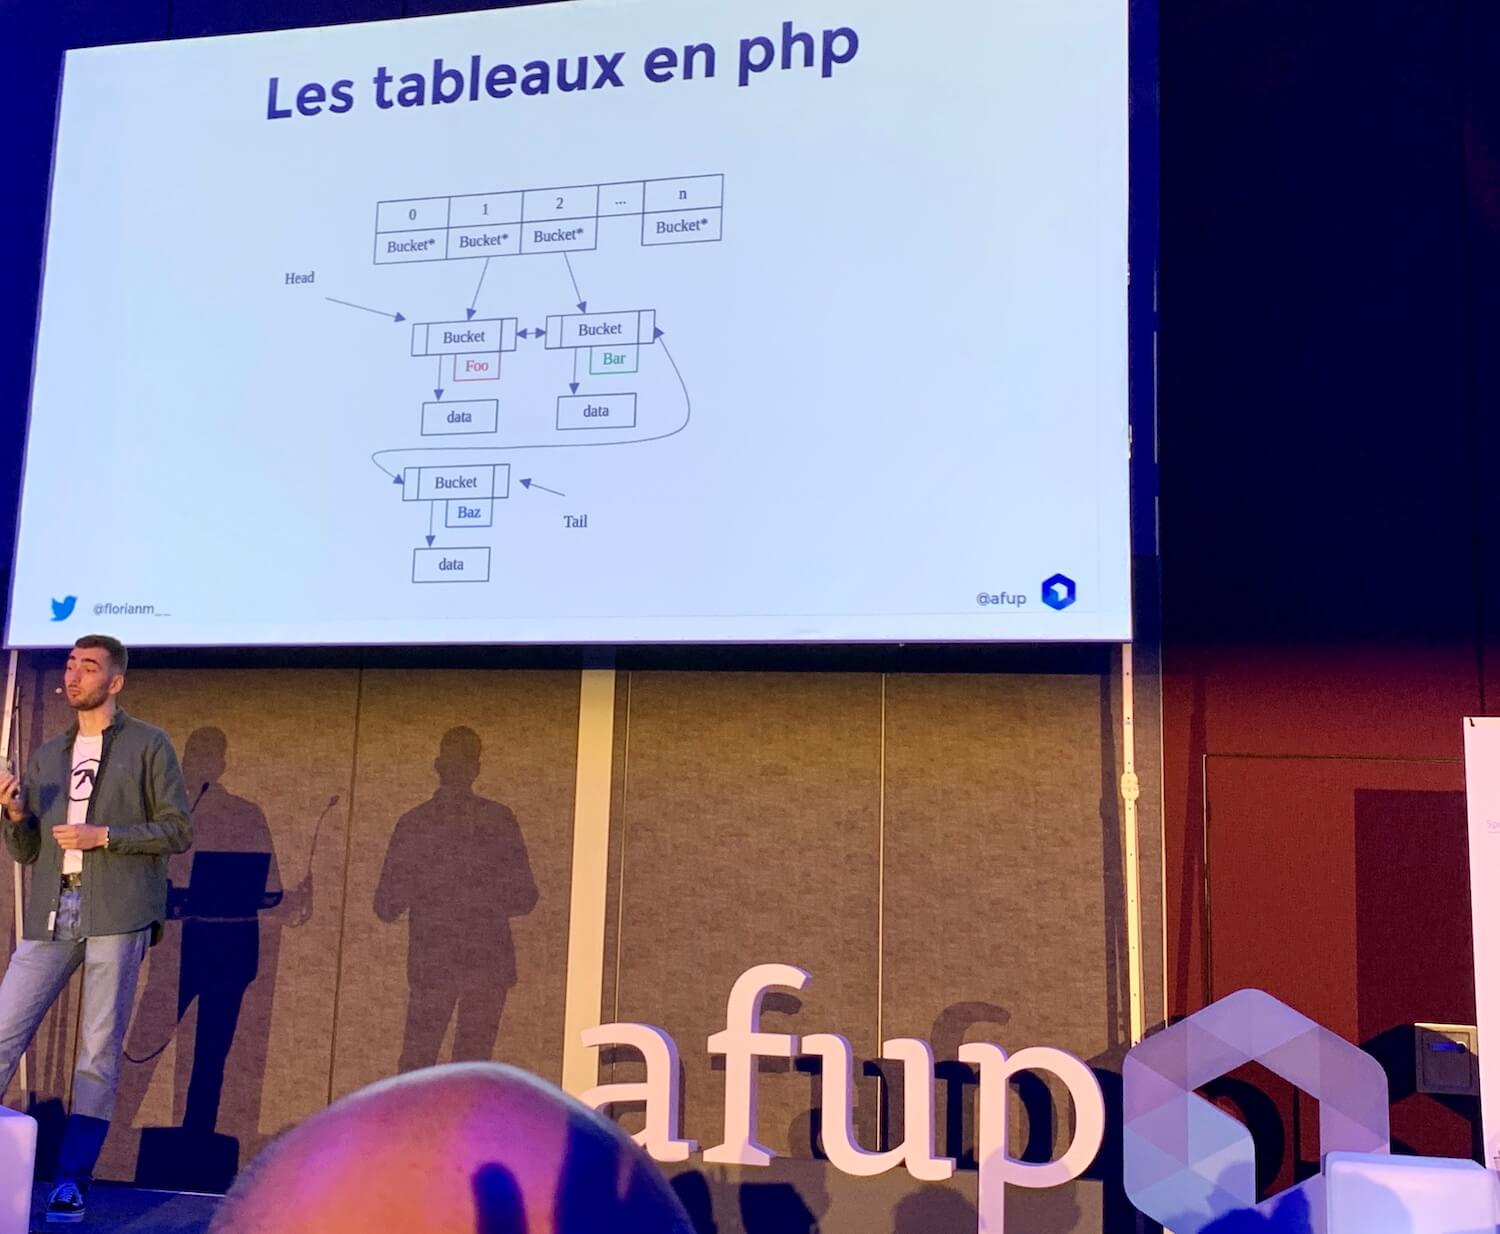 Les tableaux en php
0 1 2 ... n
Bucket* Bucket* Bucket* Bucket*
Head
Bucket Bucket
Foo Bar
data data
Bucket
Baz
Tail
data
@florianm__
@afup
afup